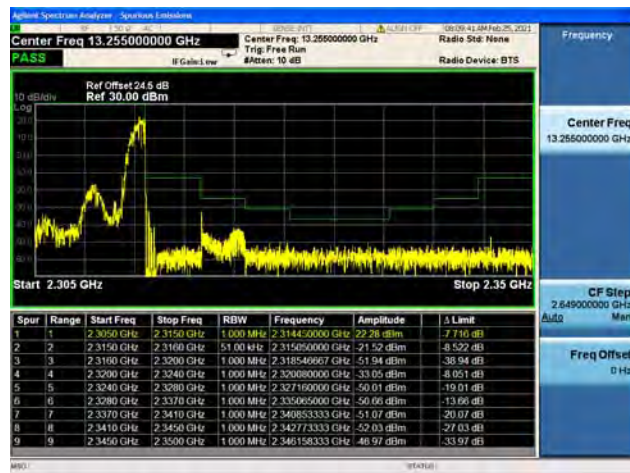 Agilent Spectrum Analyzer - Spurious Emissions
08:09:41 AM Feb 25, 2021
Center Freq 13.255000000 GHz
Center Freq: 13.255000000 GHz
Radio Std: None
Trig: Free Run
PASS
IFGain:Low
#Atten: 10 dB
Radio Device: BTS
Ref Offset 24.5 dB
10 dB/div
Ref 30.00 dBm
Log
Start 2.305 GHz
Stop 2.35 GHz
Spur Range Start Freq Stop Freq RBW Frequency Amplitude Δ Limit
1 1 2.3050 GHz 2.3150 GHz 1.000 MHz 2.314450000 GHz 22.28 dBm -7.716 dB
2 2 2.3150 GHz 2.3160 GHz 51.00 kHz 2.315050000 GHz -21.52 dBm -8.522 dB
3 3 2.3160 GHz 2.3200 GHz 1.000 MHz 2.318546667 GHz -51.94 dBm -38.94 dB
4 4 2.3200 GHz 2.3240 GHz 1.000 MHz 2.320080000 GHz -33.05 dBm -8.051 dB
5 5 2.3240 GHz 2.3280 GHz 1.000 MHz 2.327160000 GHz -50.01 dBm -19.01 dB
6 6 2.3280 GHz 2.3370 GHz 1.000 MHz 2.335065000 GHz -50.66 dBm -13.66 dB
7 7 2.3370 GHz 2.3410 GHz 1.000 MHz 2.340853333 GHz -51.07 dBm -20.07 dB
8 8 2.3410 GHz 2.3450 GHz 1.000 MHz 2.342773333 GHz -52.03 dBm -27.03 dB
9 9 2.3450 GHz 2.3500 GHz 1.000 MHz 2.346158333 GHz -46.97 dBm -33.97 dB
MSG
STATUS
Frequency
Center Freq
13.255000000 GHz
CF Step
2.649000000 GHz
Auto Man
Freq Offset
0 Hz